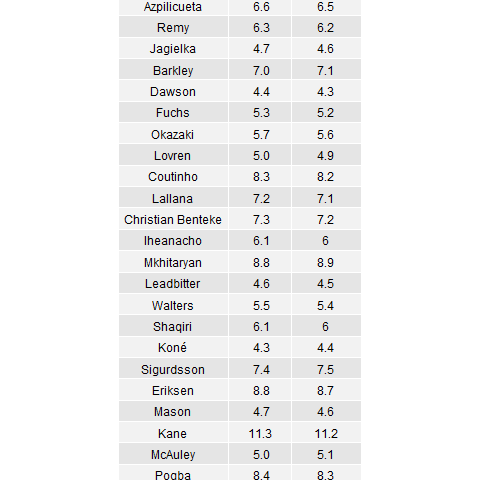 Azpilicueta 6.6 6.5
Remy 6.3 6.2
Jagielka 4.7 4.6
Barkley 7.0 7.1
Dawson 4.4 4.3
Fuchs 5.3 5.2
Okazaki 5.7 5.6
Lovren 5.0 4.9
Coutinho 8.3 8.2
Lallana 7.2 7.1
Christian Benteke 7.3 7.2
Iheanacho 6.1 6
Mkhitaryan 8.8 8.9
Leadbitter 4.6 4.5
Walters 5.5 5.4
Shaqiri 6.1 6
Koné 4.3 4.4
Sigurdsson 7.4 7.5
Eriksen 8.8 8.7
Mason 4.7 4.6
Kane 11.3 11.2
McAuley 5.0 5.1
Pogba 8.4 8.3